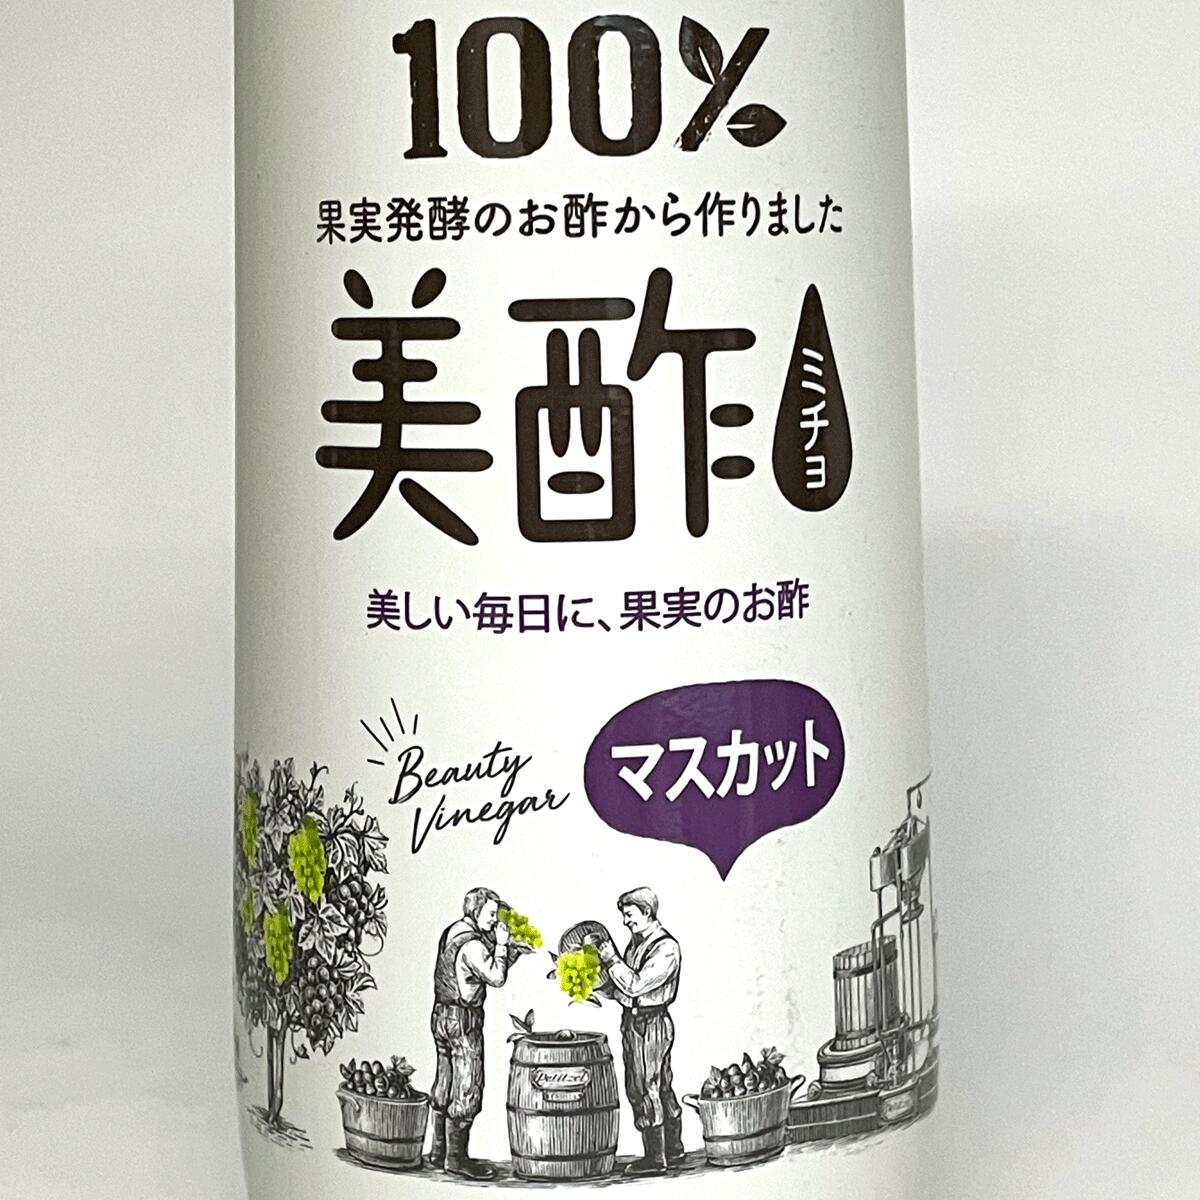 100%
果実発酵のお酢から作りました
美酢
ミチョ
美しい毎日に、果実のお酢
Beauty
Vinegar
マスカット
Petitzel